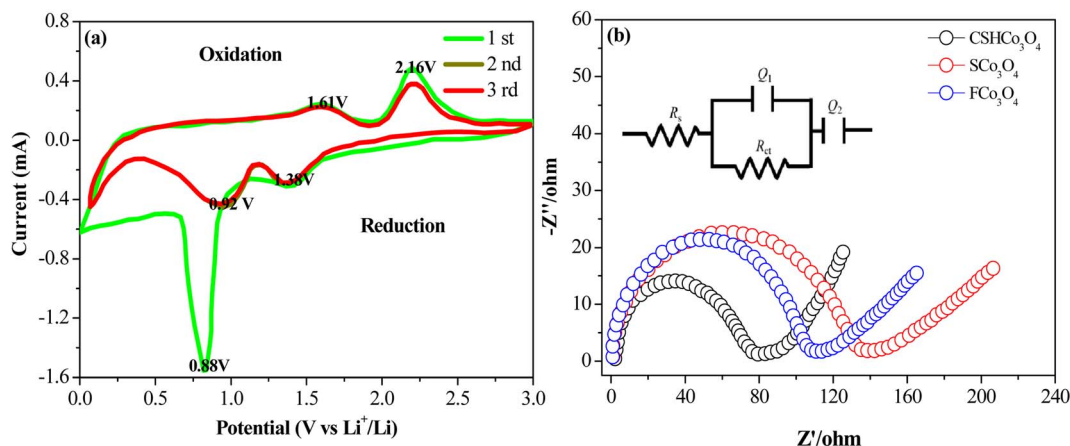 (a)
Oxidation
1 st
2 nd
3 rd
2.16V
1.61V
1.38V
0.92 V
Reduction
0.88V
0.8
0.4
0.0
-0.4
-0.8
-1.2
-1.6
Current (mA)
0.0 0.5 1.0 1.5 2.0 2.5 3.0
Potential (V vs Li⁺/Li)
(b)
CSHCo₃O₄
SCo₃O₄
FCo₃O₄
Q₁
Rₛ
Q₂
R_ct
60
50
40
30
20
10
0
-Z''/ohm
0 40 80 120 160 200 240
Z'/ohm